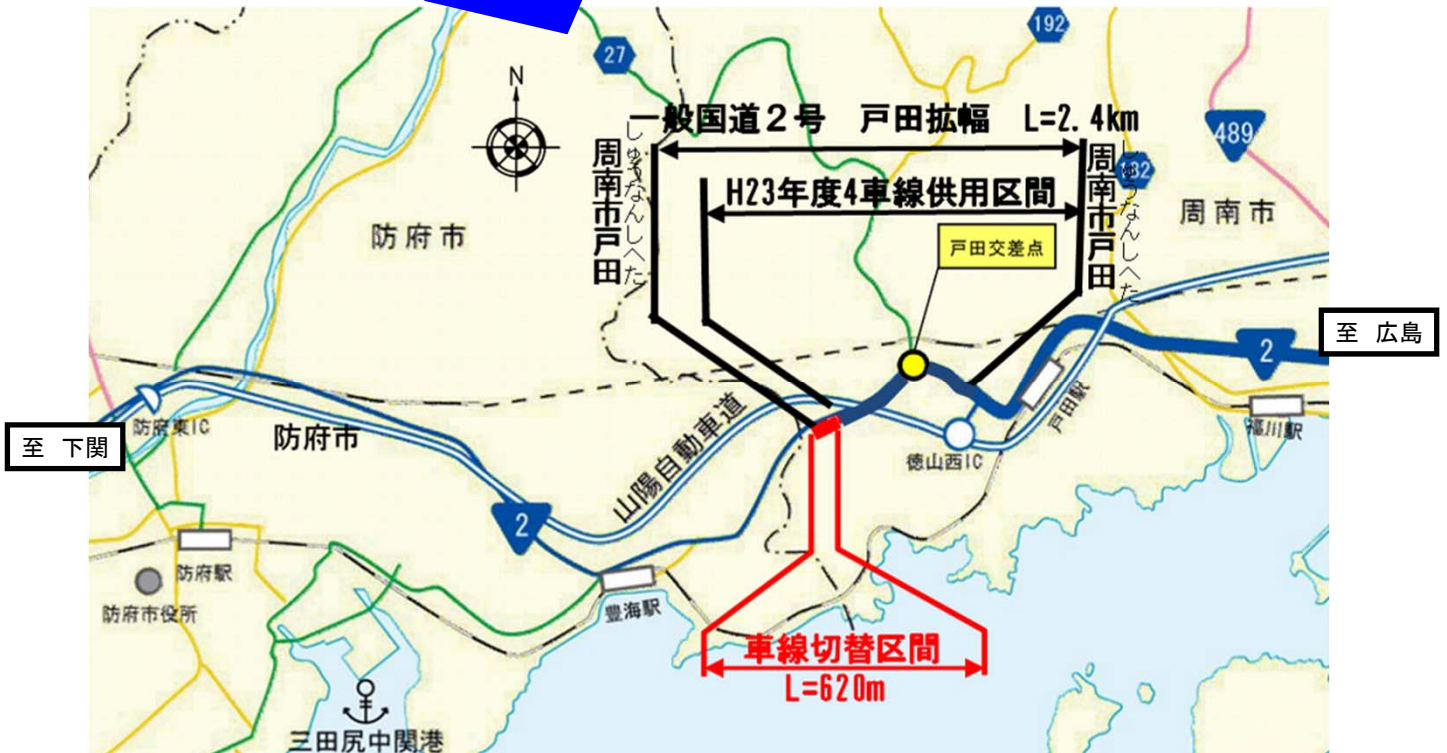 192
27
N
一般国道2号 戸田拡幅 L=2.4km
489
しゅうなんしへた
周南市戸田
周南市戸田
しゅうなんしへた
182
H23年度4車線供用区間
周南市
防府市
戸田交差点
至 広島
2
戸田駅
福川駅
防府東IC
防府市
至 下関
山陽自動車道
徳山西IC
2
防府駅
防府市役所
豊海駅
車線切替区間
L=620m
三田尻中関港